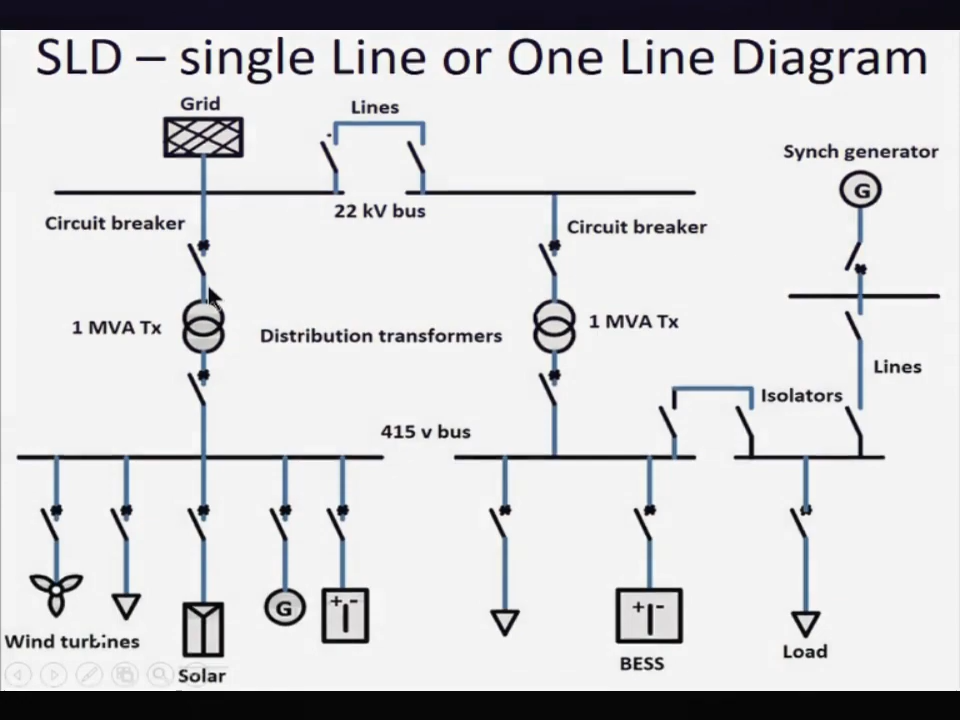 SLD – single Line or One Line Diagram
Grid
Lines
Synch generator
G
22 kV bus
Circuit breaker
Circuit breaker
1 MVA Tx
Distribution transformers
1 MVA Tx
Lines
Isolators
415 v bus
G
+ -
+ -
Wind turbines
Solar
BESS
Load